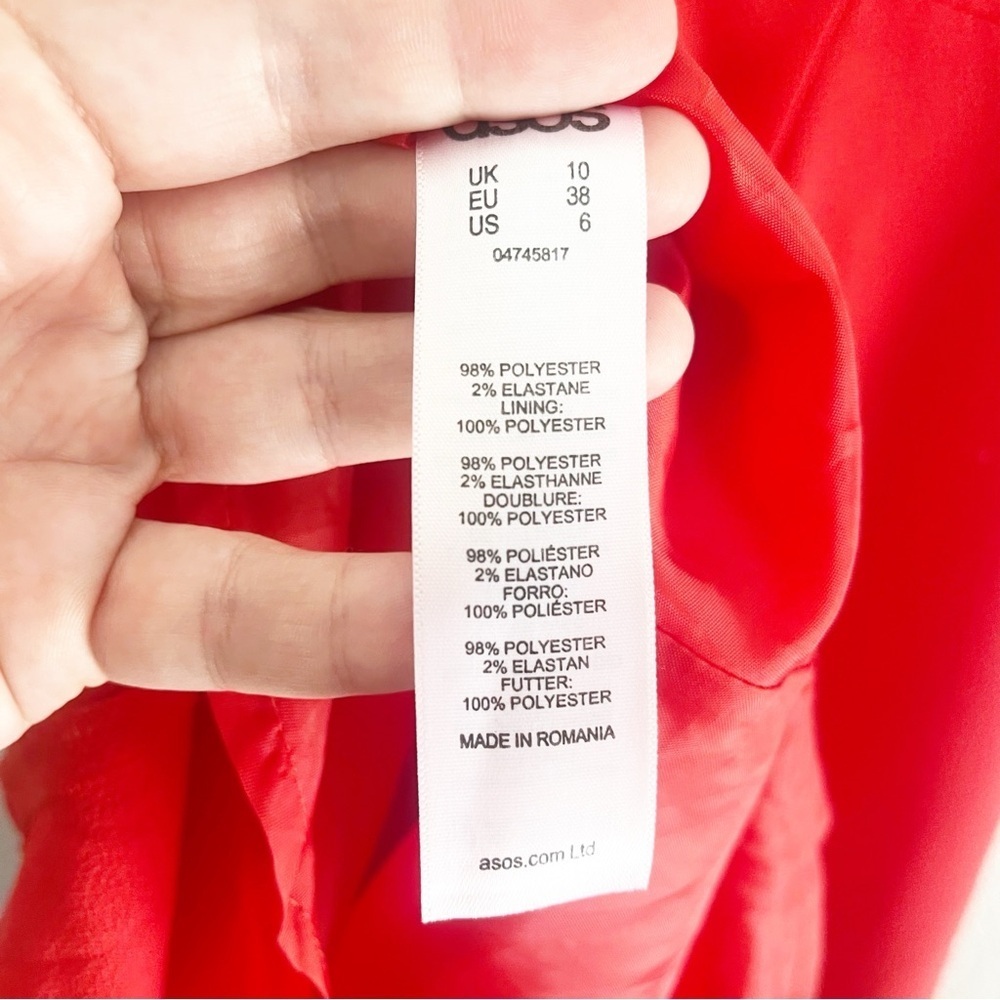 asos
UK 10
EU 38
US 6
04745817
98% POLYESTER
2% ELASTANE
LINING:
100% POLYESTER
98% POLYESTER
2% ELASTHANNE
DOUBLURE:
100% POLYESTER
98% POLIÉSTER
2% ELASTANO
FORRO:
100% POLIÉSTER
98% POLYESTER
2% ELASTAN
FUTTER:
100% POLYESTER
MADE IN ROMANIA
asos.com Ltd